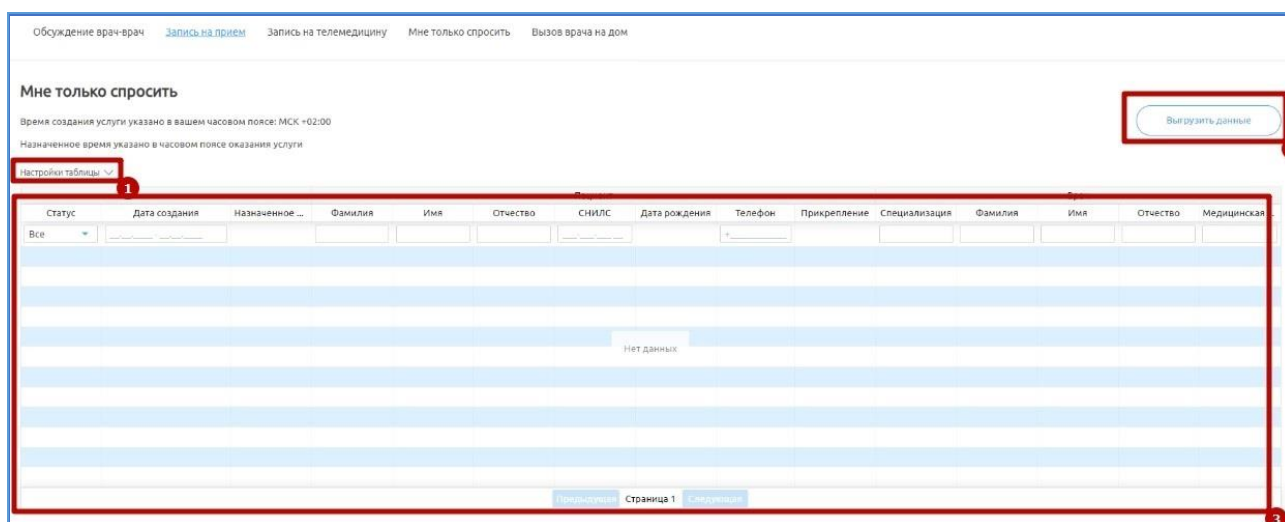 Обсуждение врач-врач Запись на прием Запись на телемедицину Мне только спросить Вызов врача на дом
Мне только спросить
Время создания услуги указано в вашем часовом поясе: МСК +02:00
Выгрузить данные
Назначенное время указано в часовом поясе оказания услуги
Настройки таблицы
1
Статус Дата создания Назначенное ... Фамилия Имя Отчество СНИЛС Дата рождения Телефон Прикрепление Специализация Фамилия Имя Отчество Медицинская ...
Все
+
Нет данных
Предыдущая Страница 1 Следующая
3